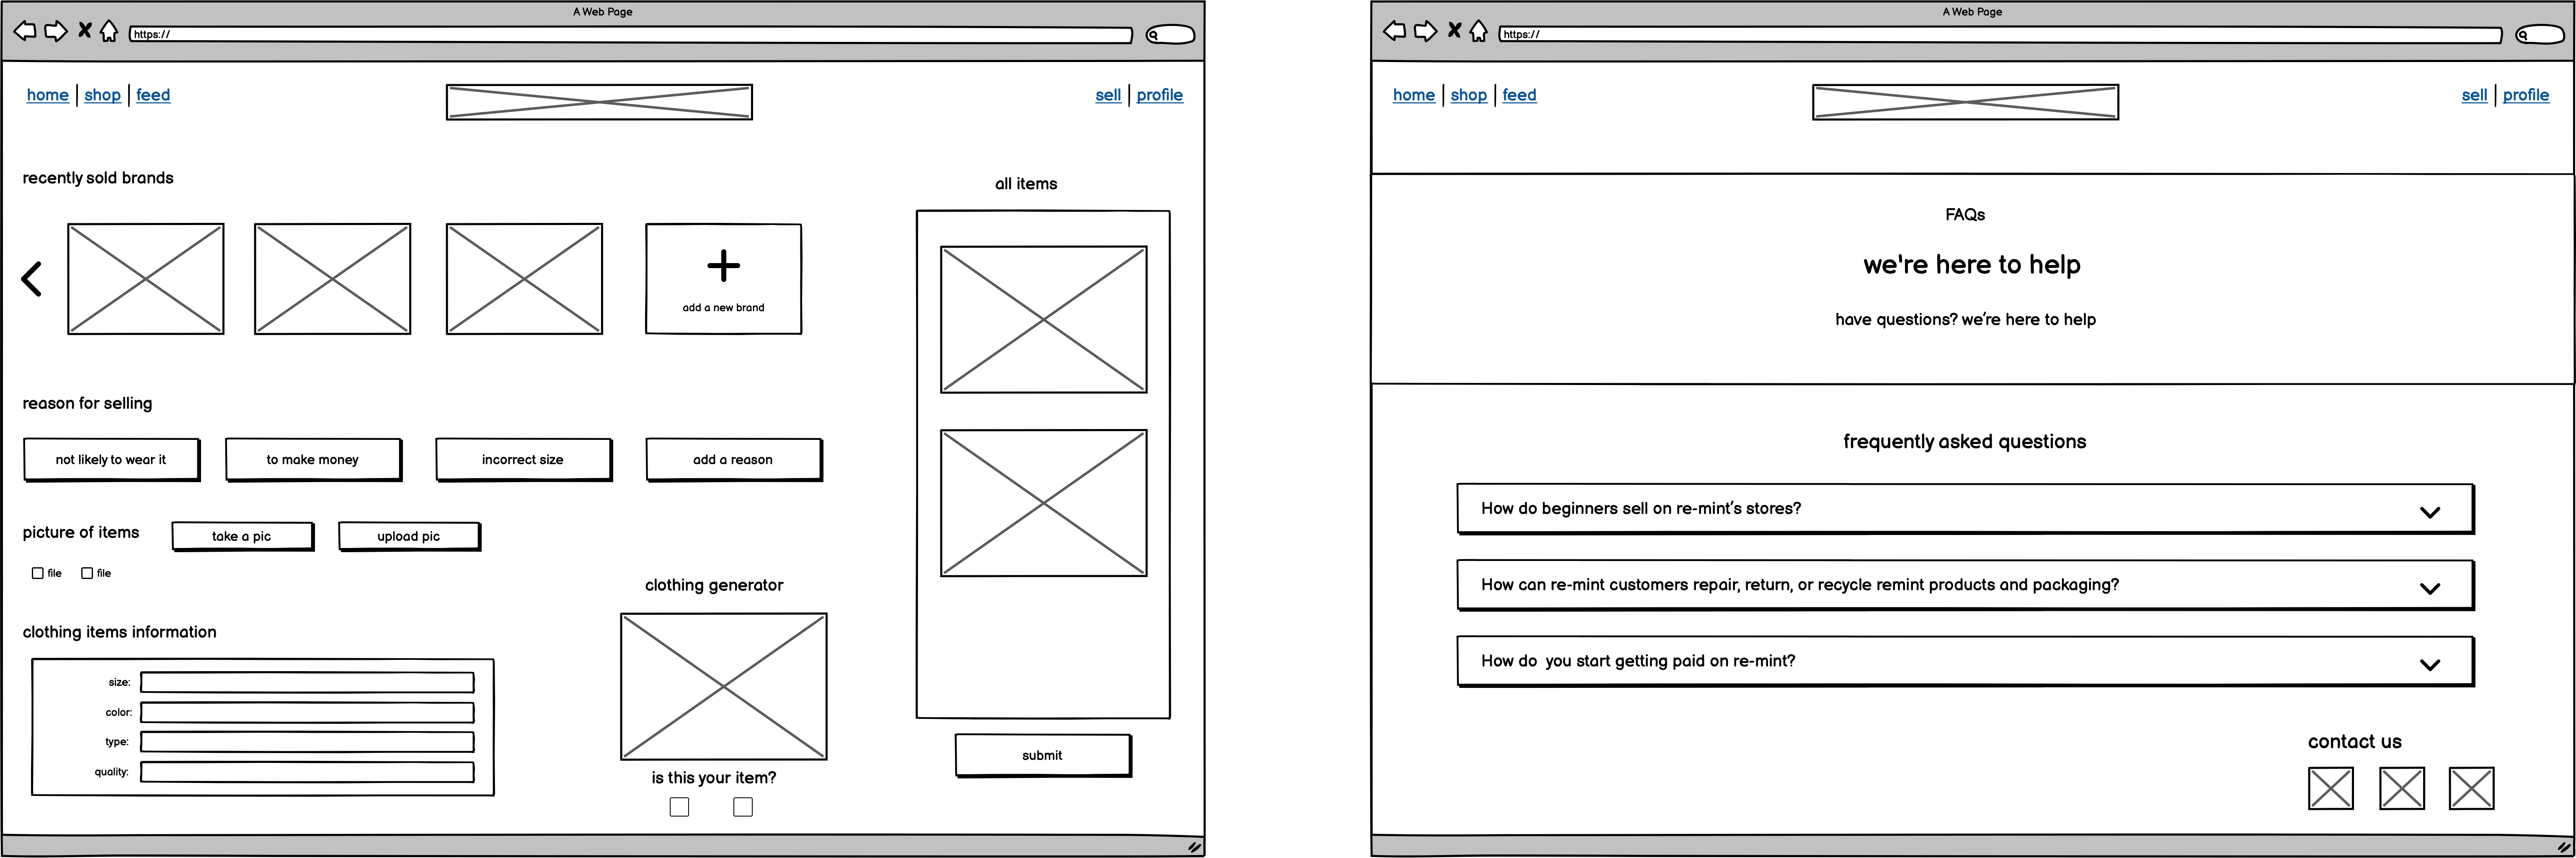 A Web Page
https://
home | shop | feed
sell | profile
recently sold brands
all items
add a new brand
reason for selling
not likely to wear it
to make money
incorrect size
add a reason
picture of items
take a pic
upload pic
file
file
clothing generator
clothing items information
size:
color:
type:
quality:
is this your item?
submit
A Web Page
https://
home | shop | feed
sell | profile
FAQs
we're here to help
have questions? we're here to help
frequently asked questions
How do beginners sell on re-mint's stores?
How can re-mint customers repair, return, or recycle remint products and packaging?
How do  you start getting paid on re-mint?
contact us